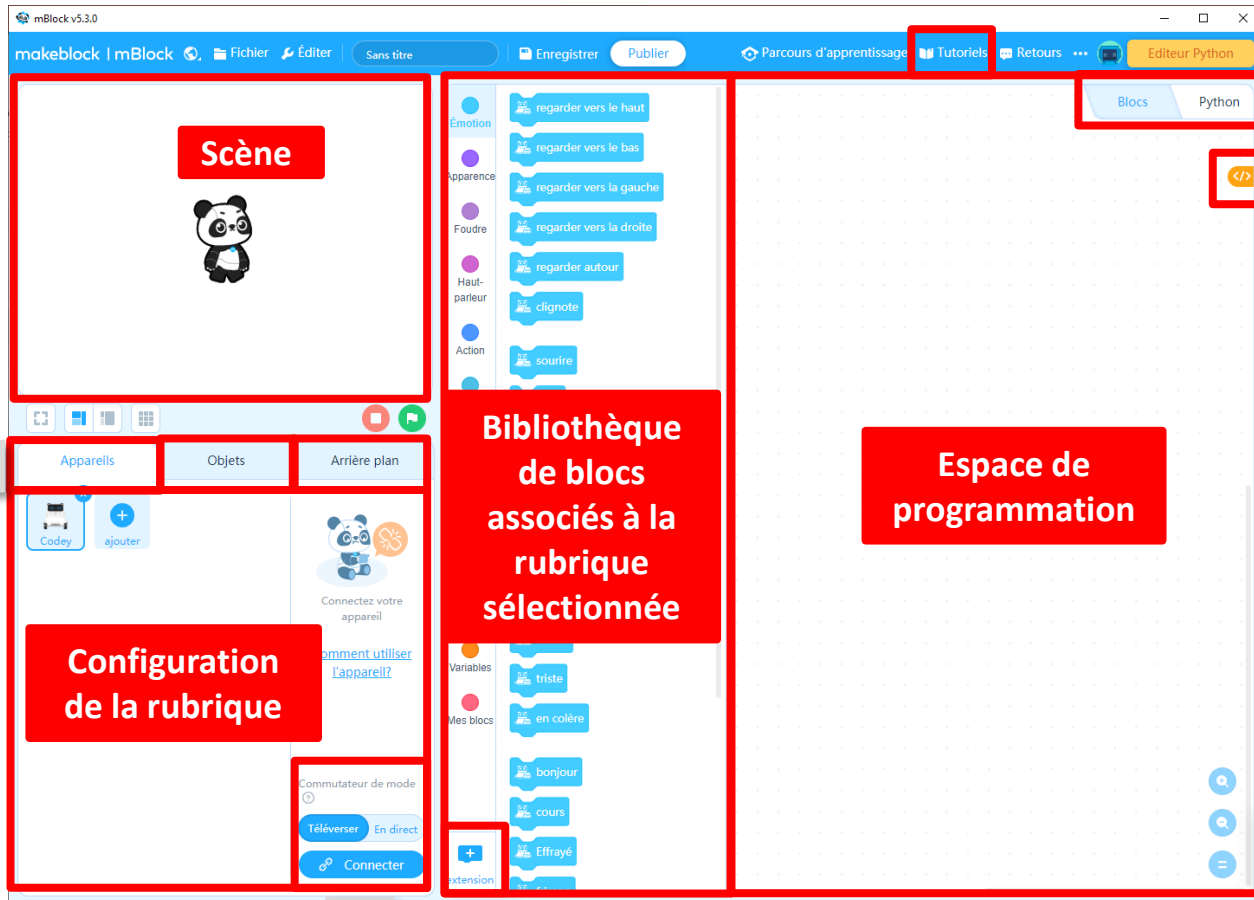 mBlock v5.3.0
makeblock | mBlock Fichier Éditer Sans titre Enregistrer Publier Parcours d'apprentissage Tutoriels Retours Editeur Python
Scène
Appareils Objets Arrière plan
Codey ajouter
Connectez votre
appareil
omment utiliser
l'appareil?
Configuration
de la rubrique
Commutateur de mode
?
Téléverser En direct
Connecter
Émotion
Apparence
Foudre
Haut-
parleur
Action
Variables
Mes blocs
extension
regarder vers le haut
regarder vers le bas
regarder vers la gauche
regarder vers la droite
regarder autour
clignote
sourire
Bibliothèque
de blocs
associés à la
rubrique
sélectionnée
triste
en colère
bonjour
cours
Effrayé
Blocs Python
</>
Espace de
programmation